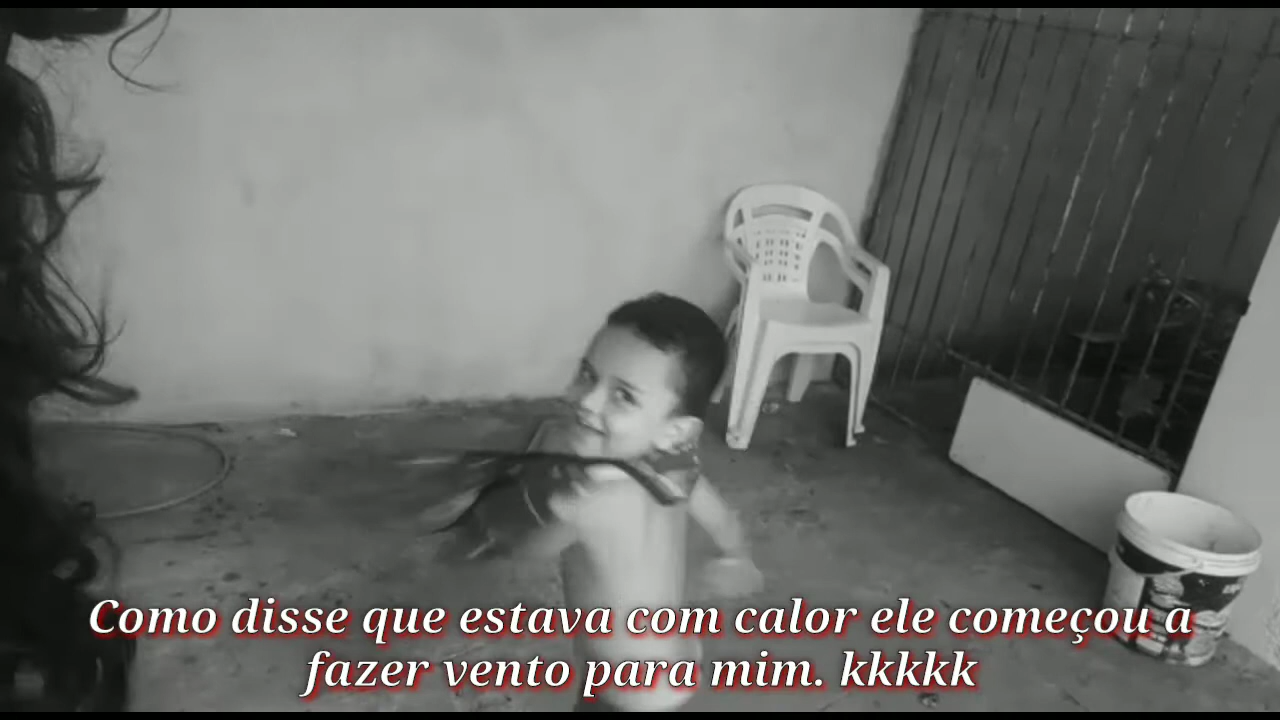 Como disse que estava com calor ele começou a
fazer vento para mim. kkkkk